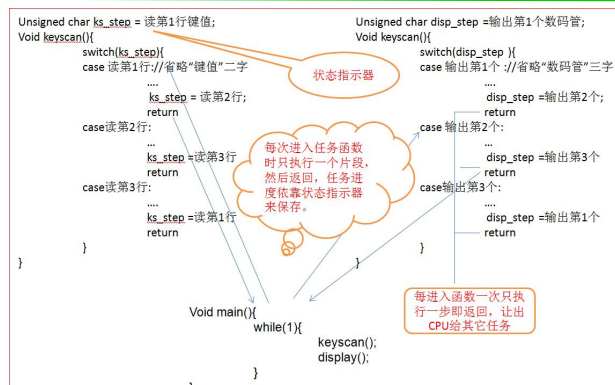 Unsigned char ks_step = 读第1行键值;
Void keyscan(){
switch(ks_step){
case 读第1行://省略“键值”二字
....
ks_step = 读第2行;
return
case读第2行:
...
ks_step =读第3行
return
case读第3行:
....
ks_step =读第1行
return
}
}
状态指示器
每次进入任务函数
时只执行一个片段,
然后返回，任务进
度依靠状态指示器
来保存。
Unsigned char disp_step =输出第1个数码管;
Void keyscan(){
switch(disp_step ){
case 输出第1个 ://省略“数码管”三字
....
disp_step =输出第2个;
return
case 输出第2个:
...
disp_step =输出第3个
return
case输出第3个:
....
disp_step =输出第1个
return
}
}
每进入函数一次只执
行一步即返回，让出
CPU给其它任务
Void main(){
while(1){
keyscan();
display();
}
}